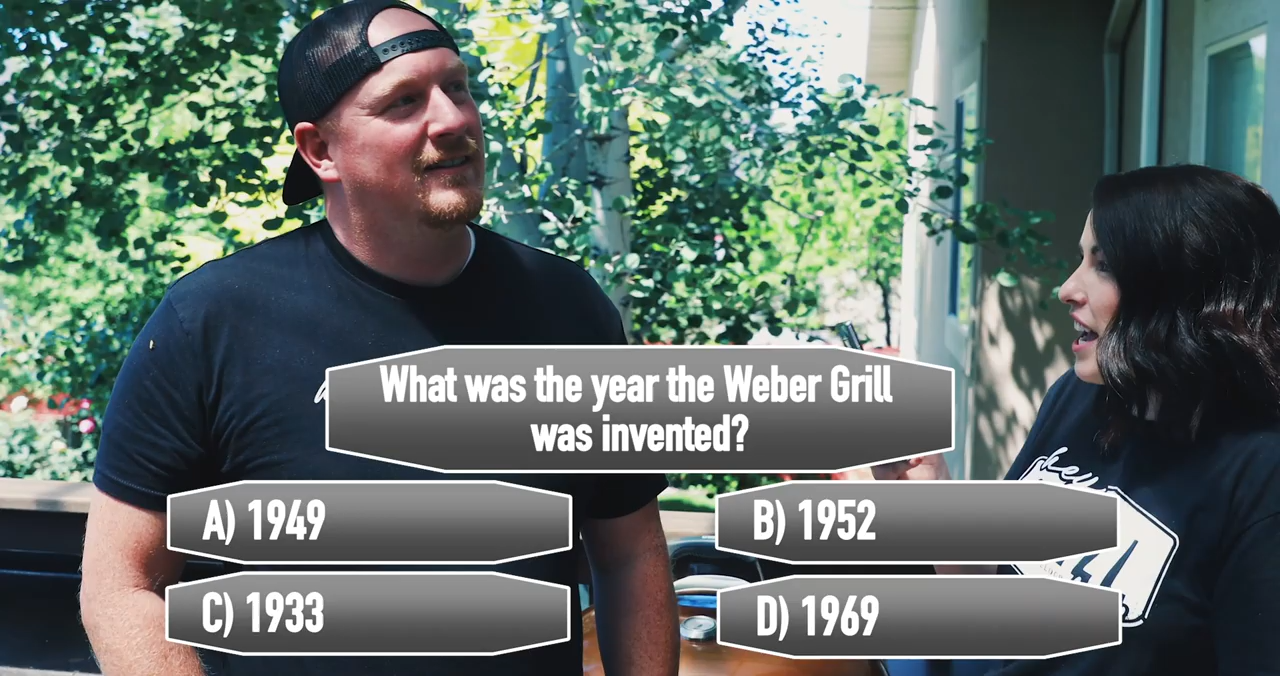 What was the year the Weber Grill
was invented?
A) 1949
B) 1952
C) 1933
D) 1969